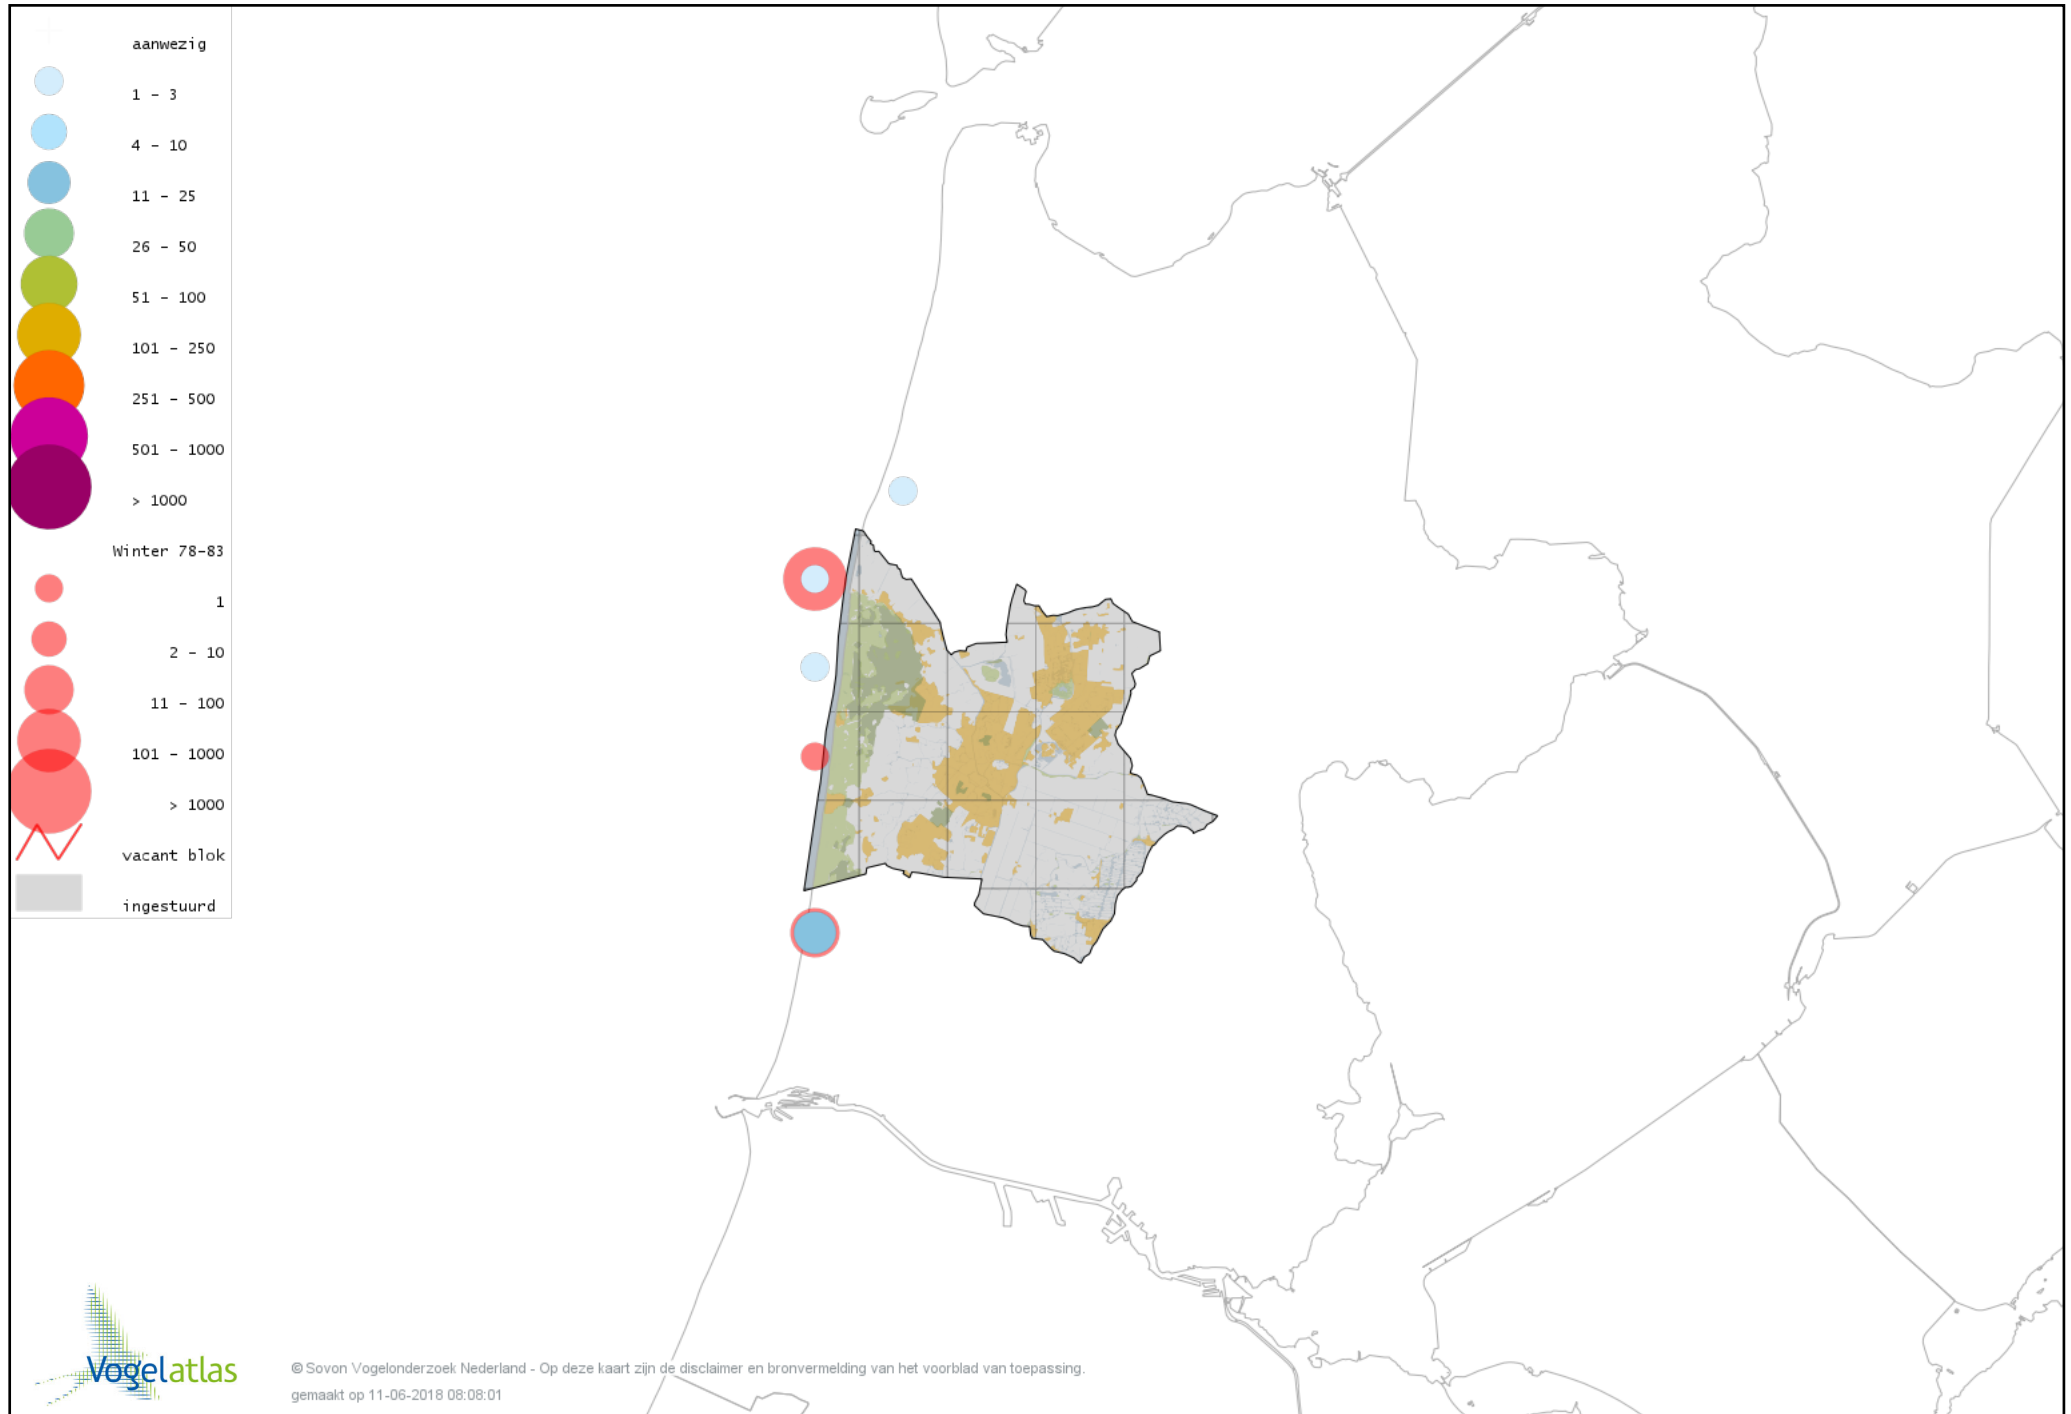 aanwezig
1 - 3
4 - 10
11 - 25
26 - 50
51 - 100
101 - 250
251 - 500
501 - 1000
> 1000
Winter 78-83
1
2 - 10
11 - 100
101 - 1000
> 1000
vacant blok
ingestuurd
Vogelatlas
© Sovon Vogelonderzoek Nederland - Op deze kaart zijn de disclaimer en bronvermelding van het voorblad van toepassing.
gemaakt op 11-06-2018 08:08:01